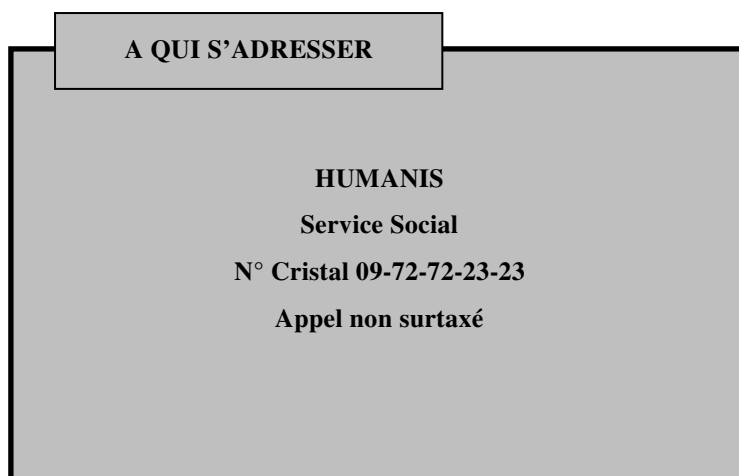 A QUI S’ADRESSER
HUMANIS
Service Social
N° Cristal 09-72-72-23-23
Appel non surtaxé